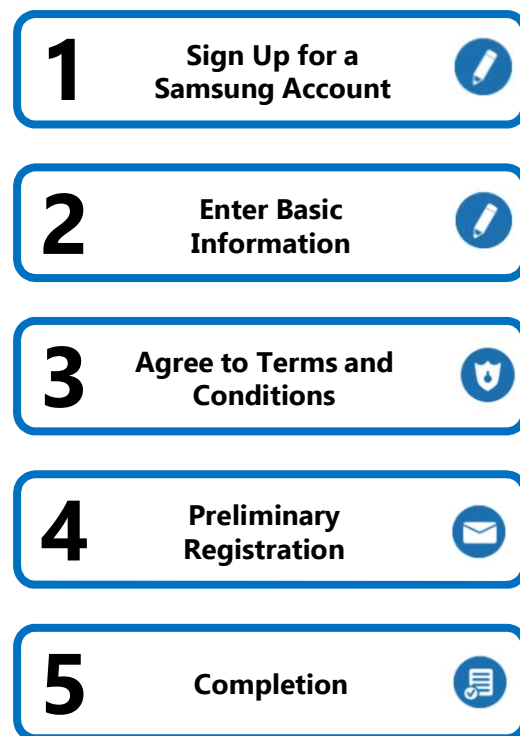 1
Sign Up for a
Samsung Account
2
Enter Basic
Information
3
Agree to Terms and
Conditions
4
Preliminary
Registration
5
Completion